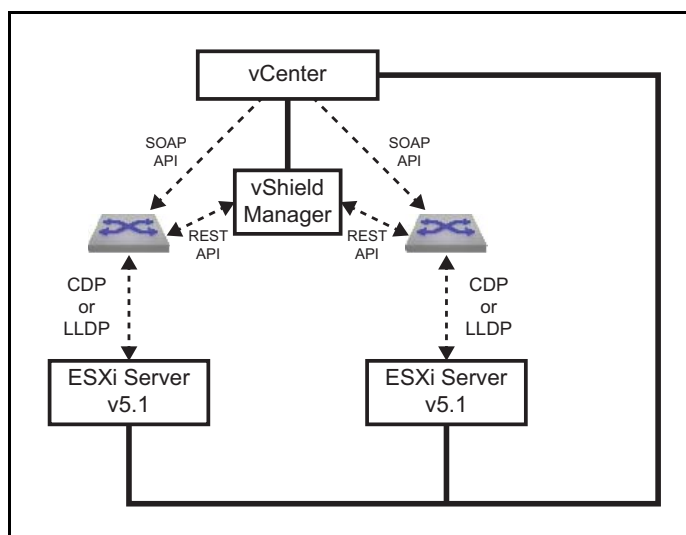 vCenter
SOAP
API
SOAP
API
vShield
Manager
REST
API
REST
API
CDP
or
LLDP
CDP
or
LLDP
ESXi Server
v5.1
ESXi Server
v5.1